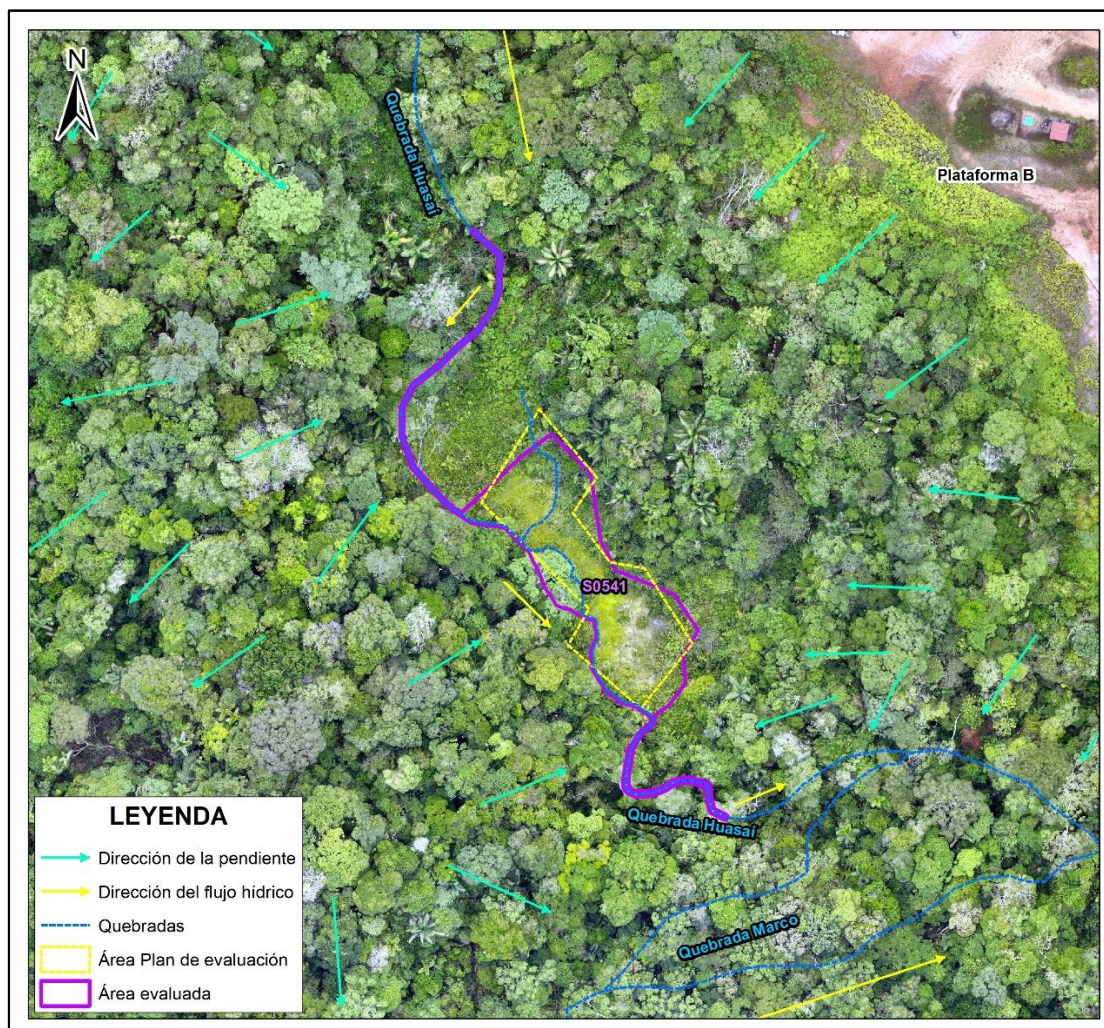 N
Quebrada Huasaí
Plataforma B
S0541
Quebrada Huasaí
Quebrada Marco
LEYENDA
Dirección de la pendiente
Dirección del flujo hídrico
Quebradas
Área Plan de evaluación
Área evaluada